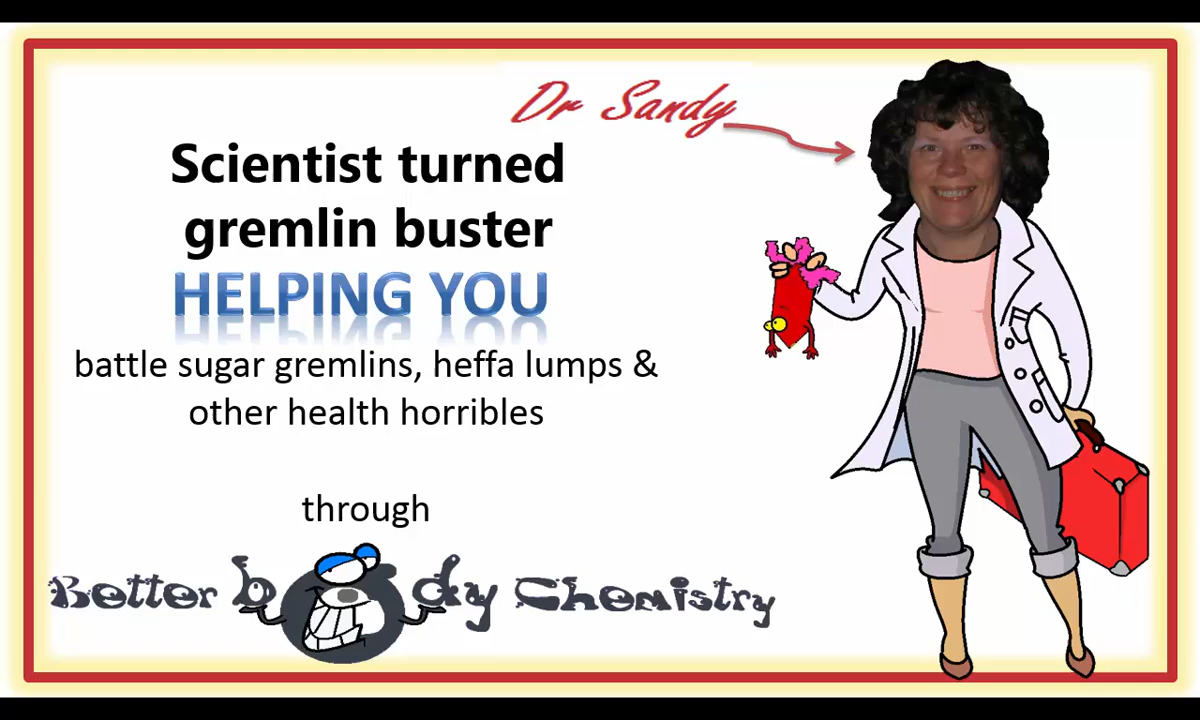 Dr Sandy
Scientist turned
gremlin buster
HELPING YOU
battle sugar gremlins, heffa lumps &
other health horribles
through
Better body Chemistry